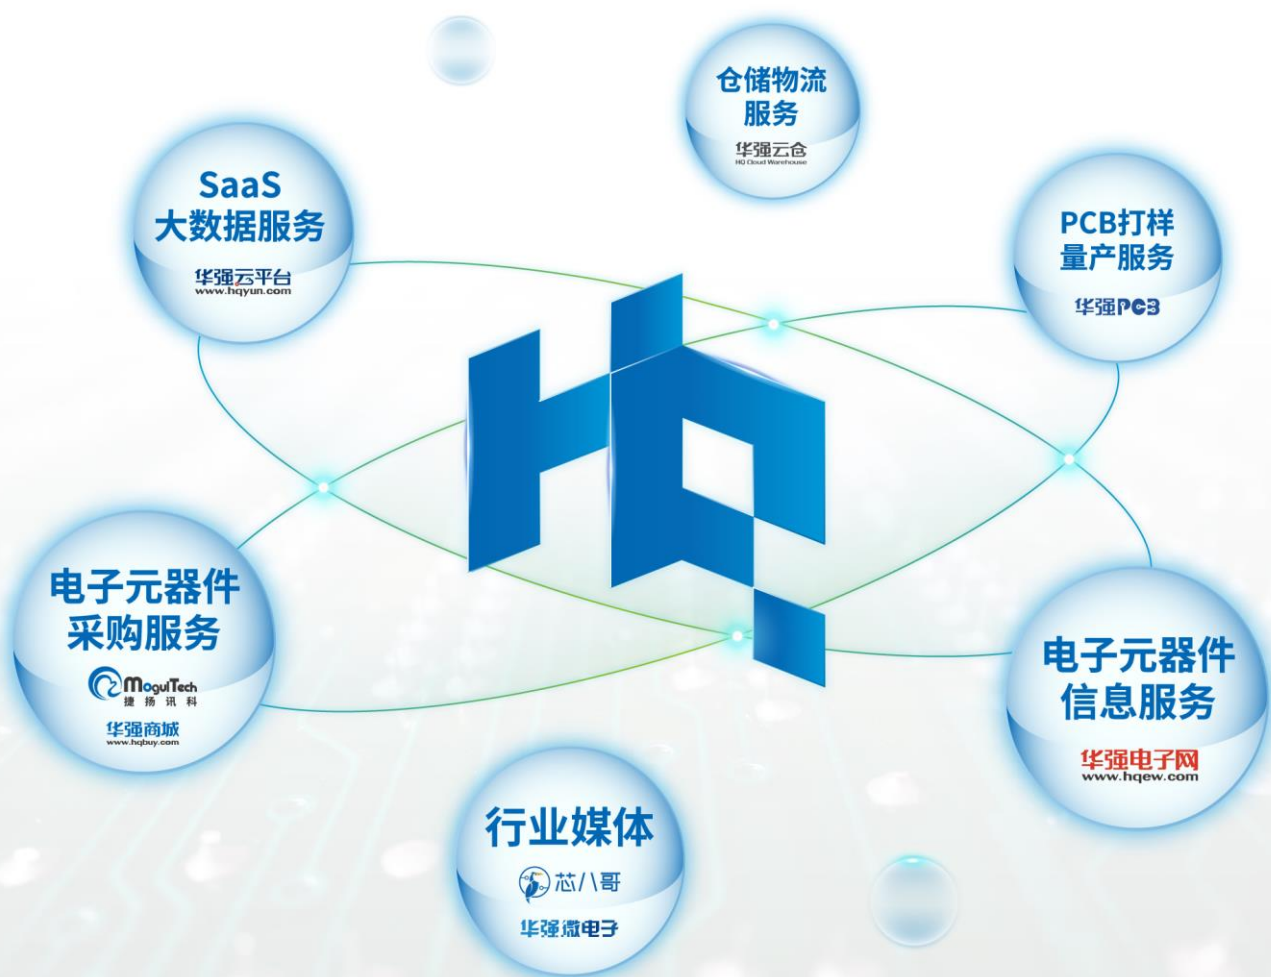 仓储物流
服务
华强云仓
HQ Cloud Warehouse
SaaS
大数据服务
华强云平台
www.hqyun.com
PCB打样
量产服务
华强PCB
HQ
电子元器件
采购服务
MogulTech
捷扬讯科
华强商城
www.hqbuy.com
电子元器件
信息服务
华强电子网
www.hqew.com
行业媒体
芯八哥
华强微电子